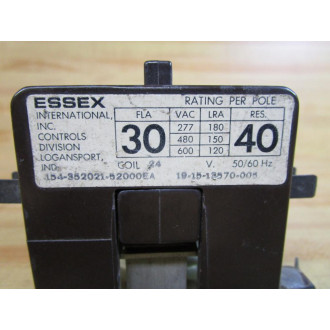 ESSEX
INTERNATIONAL, INC.
CONTROLS DIVISION
LOGANSPORT, IND.
RATING PER POLE
FLA VAC LRA RES.
30 277 180 40
480 150
600 120
COIL 24 V. 50/60 Hz
184-352021-52000EA 19-15-13570-005